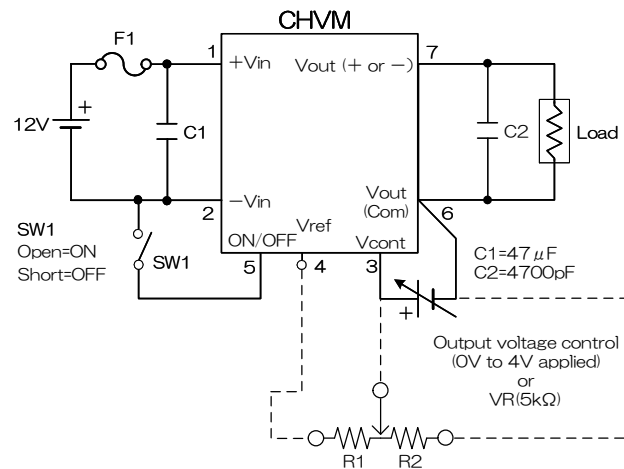 CHVM
F1
1
+Vin
Vout (+ or −)
7
12V
+
C1
C2
Load
−Vin
2
Vout
(Com)
6
SW1
Open=ON
Short=OFF
SW1
ON/OFF
Vref
Vcont
5
4
3
+
C1=47μF
C2=4700pF
Output voltage control
(0V to 4V applied)
or
VR(5kΩ)
R1
R2